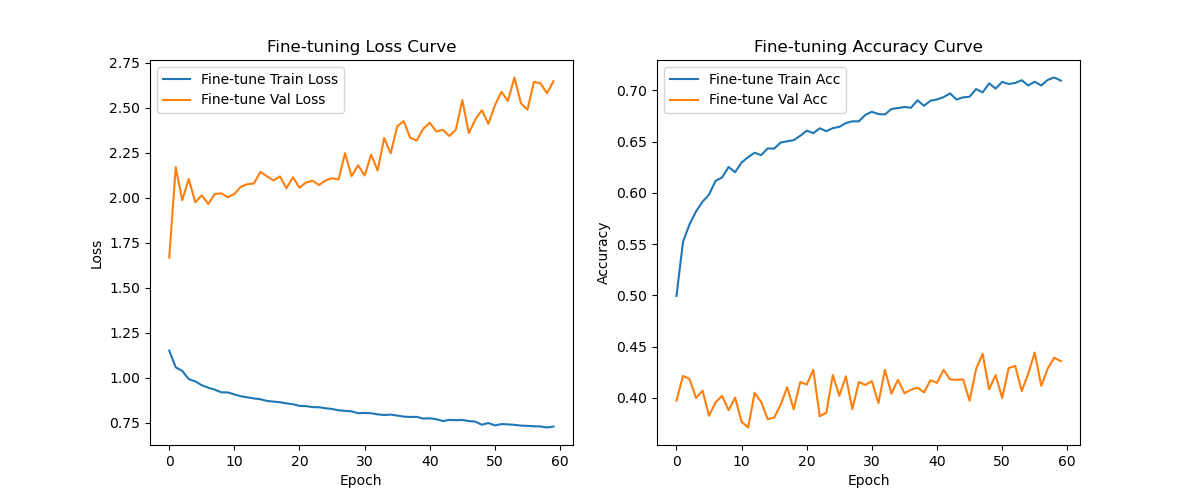 Fine-tuning Loss Curve
Fine-tune Train Loss
Fine-tune Val Loss
2.75
2.50
2.25
2.00
1.75
1.50
1.25
1.00
0.75
Loss
0 10 20 30 40 50 60
Epoch
Fine-tuning Accuracy Curve
Fine-tune Train Acc
Fine-tune Val Acc
0.70
0.65
0.60
0.55
0.50
0.45
0.40
Accuracy
0 10 20 30 40 50 60
Epoch